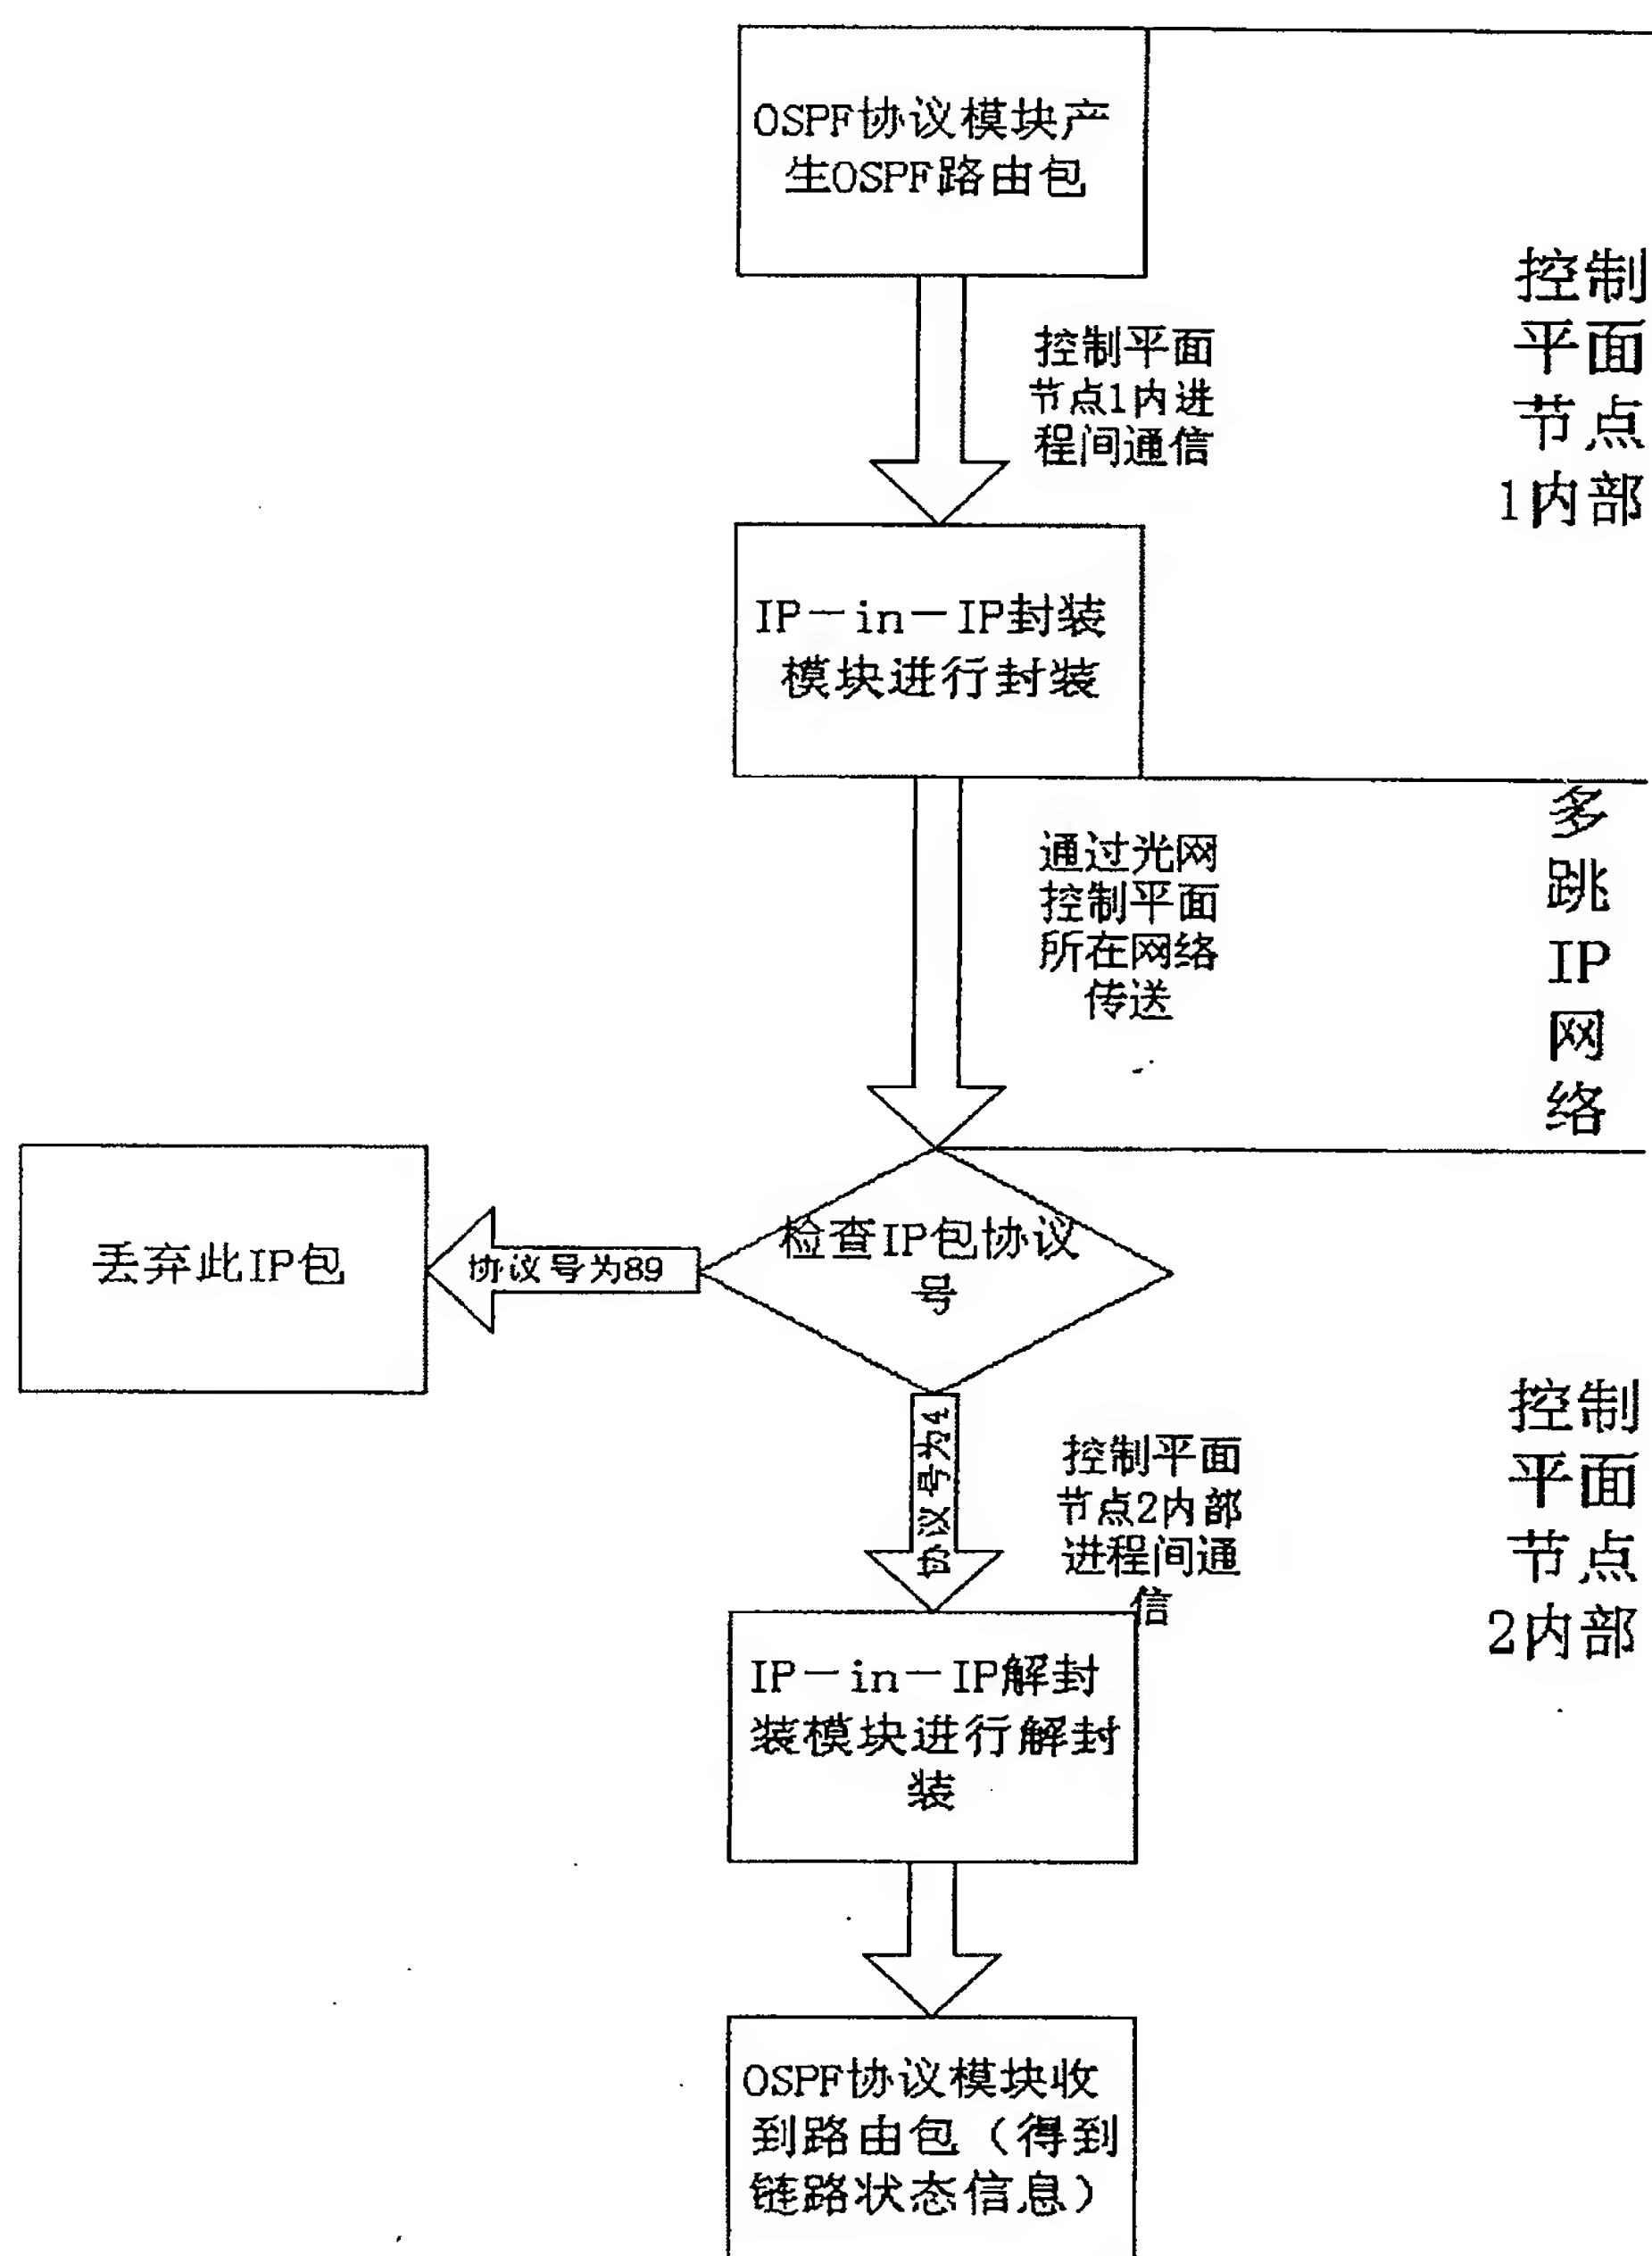 OSPF协议模块产
生OSPF路由包
控制平面
节点1内进
程间通信
控制
平面
节点
1内部
IP－in－IP封装
模块进行封装
通过光网
控制平面
所在网络
传送
多
跳
IP
网
络
检查IP包协议
号
协议号为89
丢弃此IP包
协议号为4
控制平面
节点2内部
进程间通
信
控制
平面
节点
2内部
IP－in－IP解封
装模块进行解封
装
OSPF协议模块收
到路由包（得到
链路状态信息）